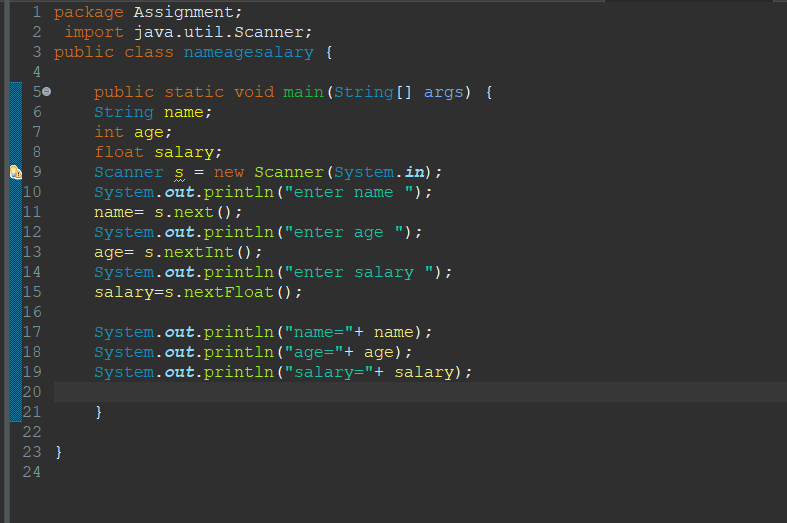 1 package Assignment;
2  import java.util.Scanner;
3 public class nameagesalary {
4
5     public static void main(String[] args) {
6     String name;
7     int age;
8     float salary;
9     Scanner s = new Scanner(System.in);
10     System.out.println("enter name ");
11     name= s.next();
12     System.out.println("enter age ");
13     age= s.nextInt();
14     System.out.println("enter salary ");
15     salary=s.nextFloat();
16
17     System.out.println("name="+ name);
18     System.out.println("age="+ age);
19     System.out.println("salary="+ salary);
20
21     }
22
23 }
24